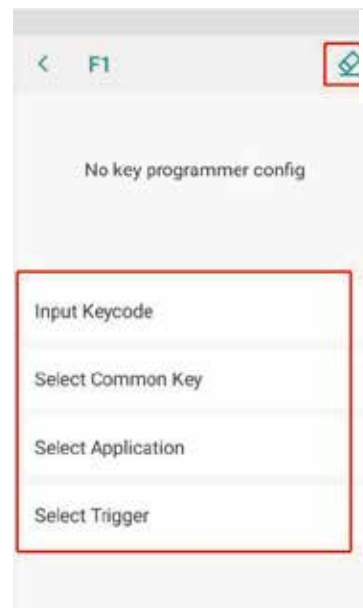 F1
No key programmer config
Input Keycode
Select Common Key
Select Application
Select Trigger